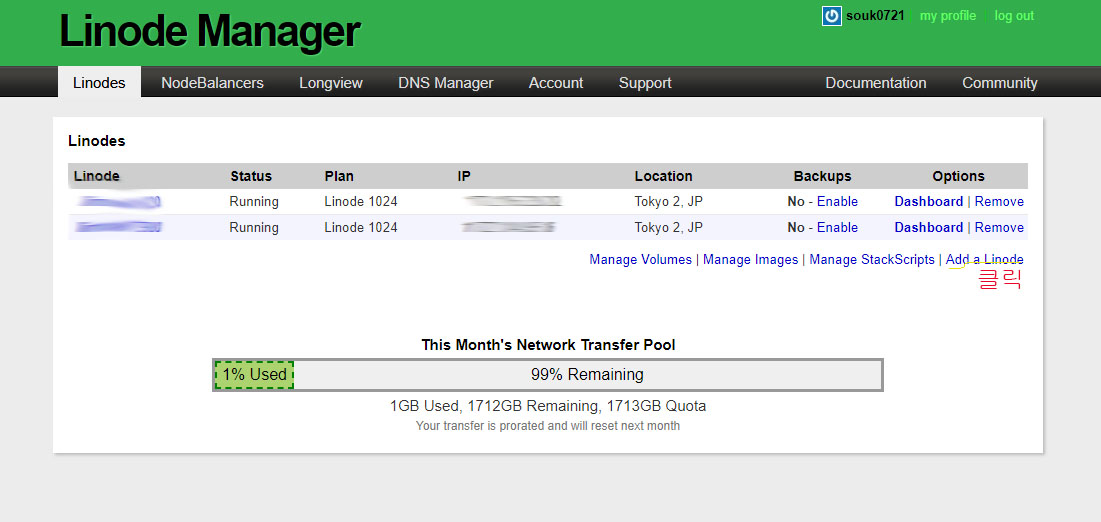 Linode Manager
souk0721 my profile log out
Linodes NodeBalancers Longview DNS Manager Account Support Documentation Community
Linodes
Linode Status Plan IP Location Backups Options
Running Linode 1024 Tokyo 2, JP No - Enable Dashboard | Remove
Running Linode 1024 Tokyo 2, JP No - Enable Dashboard | Remove
Manage Volumes | Manage Images | Manage StackScripts | Add a Linode
클릭
This Month's Network Transfer Pool
1% Used 99% Remaining
1GB Used, 1712GB Remaining, 1713GB Quota
Your transfer is prorated and will reset next month